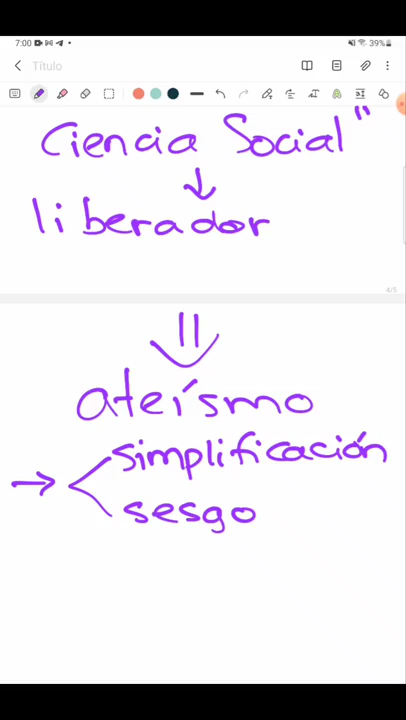 7:00 39%
Título
Ciencia Social"
liberador
4/5
ateísmo
simplificación
sesgo